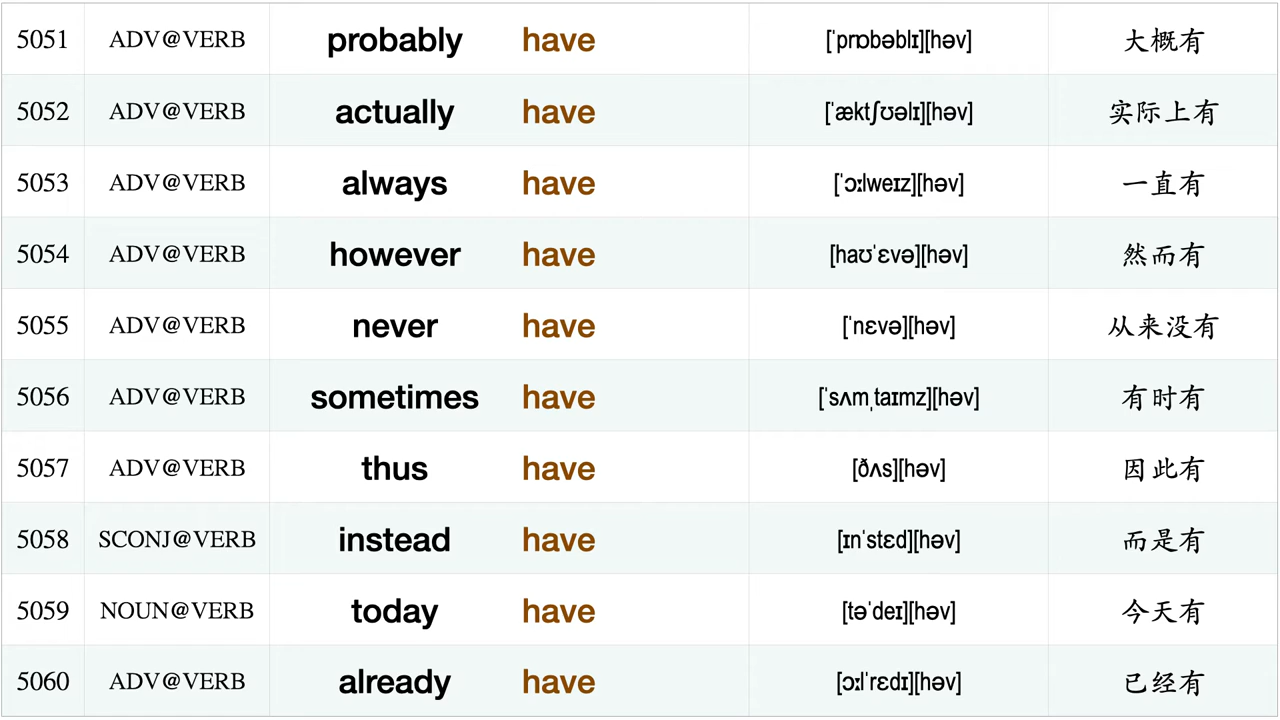 5051 ADV@VERB probably have [ˈprɒbəblɪ][həv] 大概有
5052 ADV@VERB actually have [ˈæktʃʊəlɪ][həv] 实际上有
5053 ADV@VERB always have [ˈɔːlweɪz][həv] 一直有
5054 ADV@VERB however have [haʊˈɛvə][həv] 然而有
5055 ADV@VERB never have [ˈnɛvə][həv] 从来没有
5056 ADV@VERB sometimes have [ˈsʌmˌtaɪmz][həv] 有时有
5057 ADV@VERB thus have [ðʌs][həv] 因此有
5058 SCONJ@VERB instead have [ɪnˈstɛd][həv] 而是有
5059 NOUN@VERB today have [təˈdeɪ][həv] 今天有
5060 ADV@VERB already have [ɔːlˈrɛdɪ][həv] 已经有